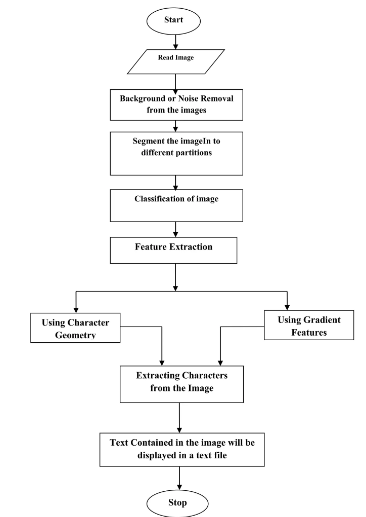 Start
Read Image
Background or Noise Removal
from the images
Segment the imageIn to
different partitions
Classification of image
Feature Extraction
Using Character
Geometry
Using Gradient
Features
Extracting Characters
from the Image
Text Contained in the image will be
displayed in a text file
Stop